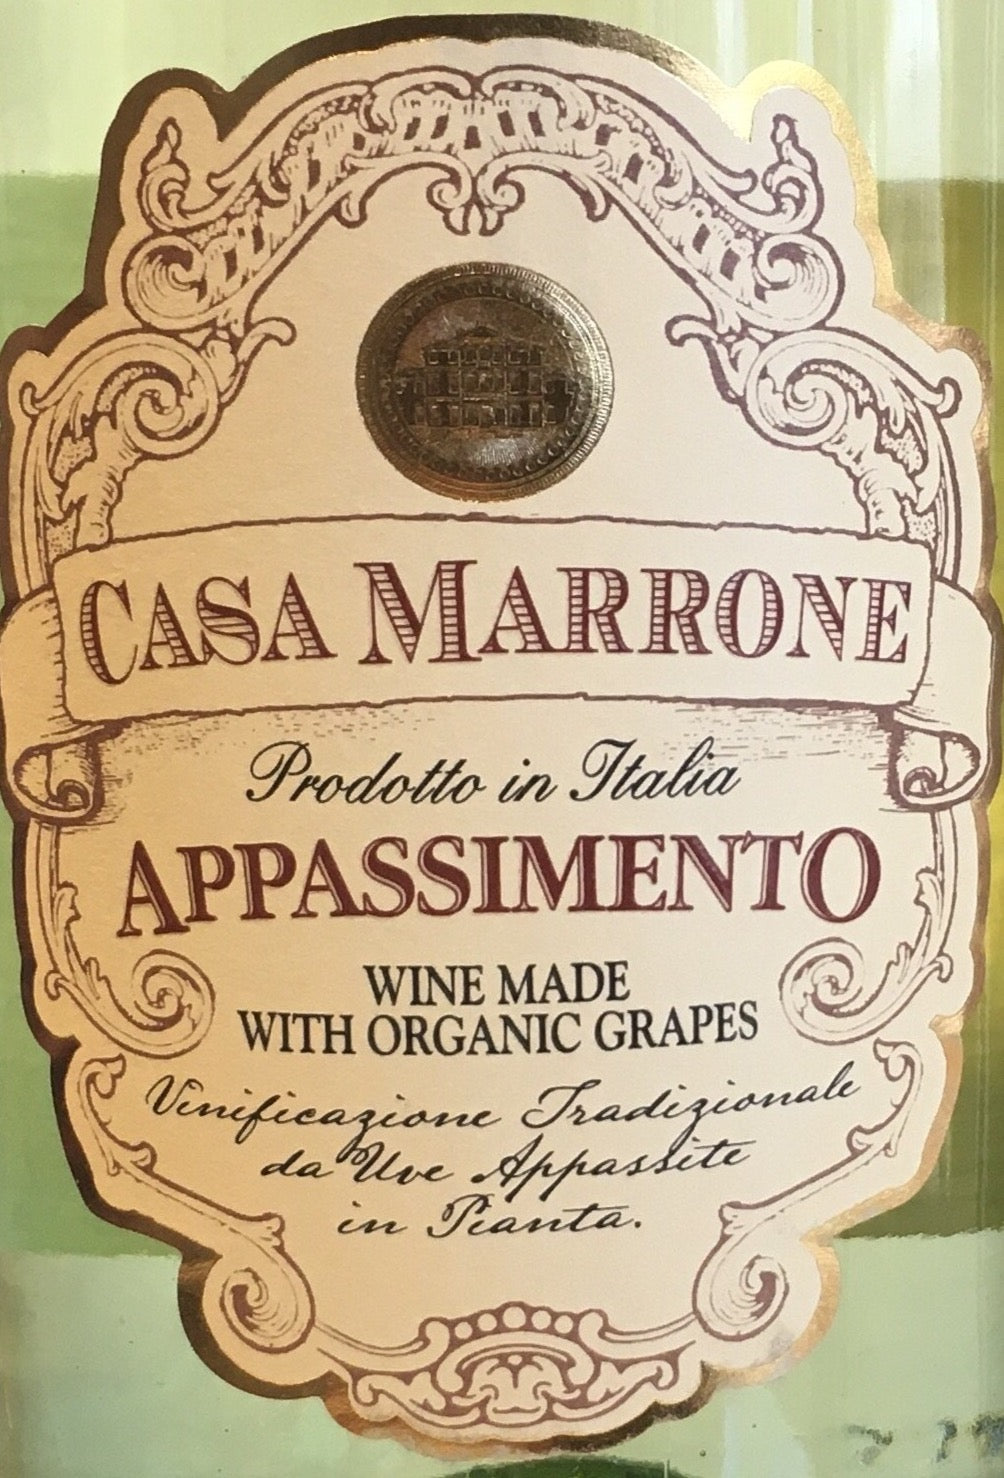 CASA MARRONE
Prodotto in Italia
APPASSIMENTO
WINE MADE
WITH ORGANIC GRAPES
Vinificazione Tradizionale
da Uve Appassite
in Pianta.